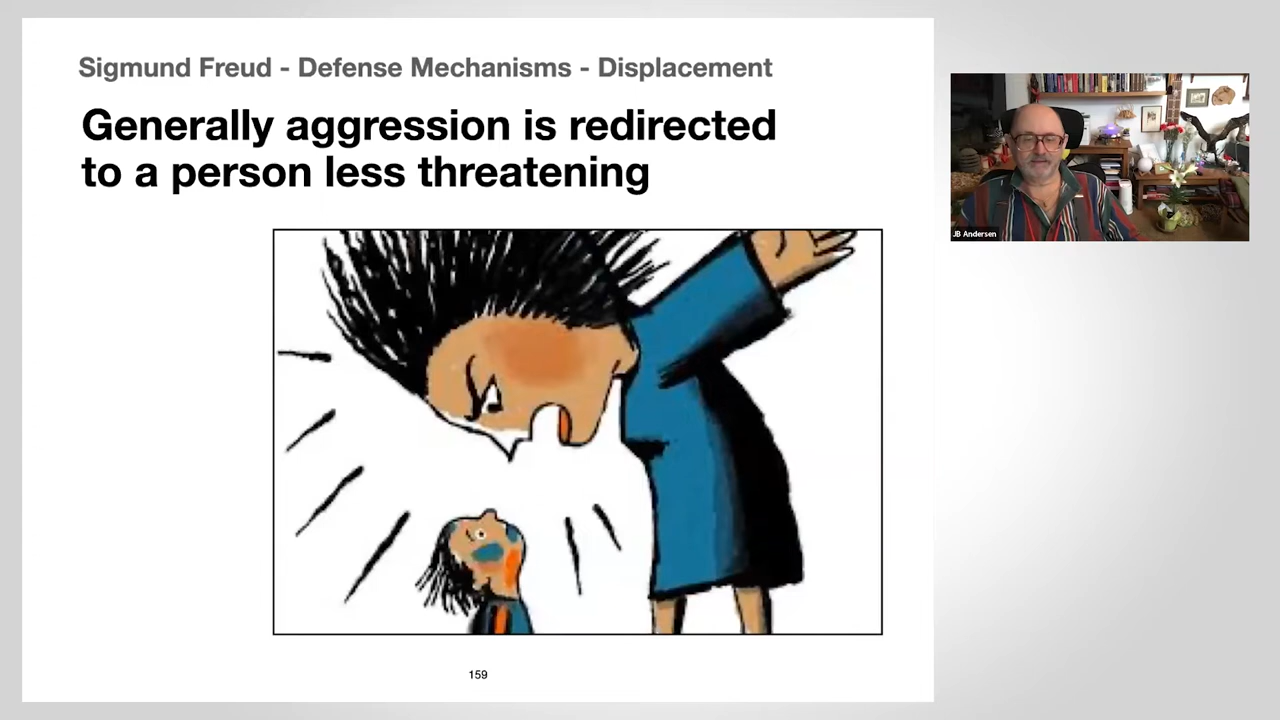 Sigmund Freud - Defense Mechanisms - Displacement
Generally aggression is redirected
to a person less threatening
JB Andersen
159